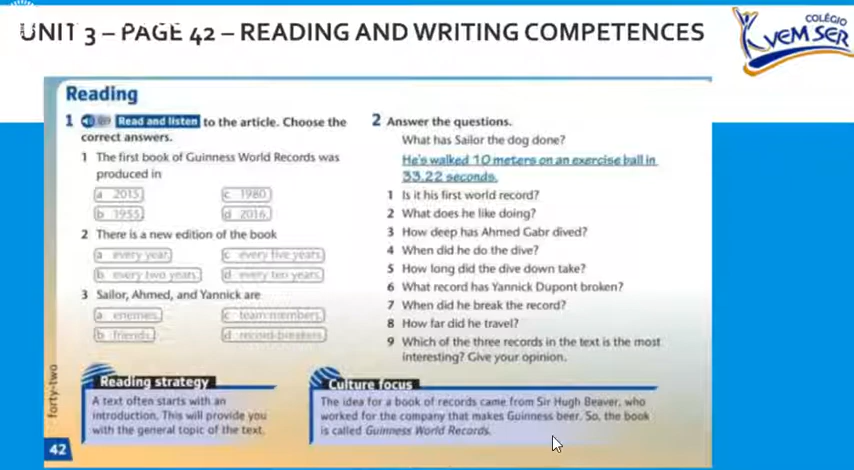 UNIT 3 – PAGE 42 – READING AND WRITING COMPETENCES
COLÉGIO
VEM SER
Reading
1 Read and listen to the article. Choose the
correct answers.
1 The first book of Guinness World Records was
produced in
a 2015
c 1980
b 1955
d 2016
2 There is a new edition of the book
a every year
c every five years
b every two years
d every ten years
3 Sailor, Ahmed, and Yannick are
a enemies
c team members
b friends
d record-breakers
2 Answer the questions.
What has Sailor the dog done?
He's walked 10 meters on an exercise ball in
33.22 seconds.
1 Is it his first world record?
2 What does he like doing?
3 How deep has Ahmed Gabr dived?
4 When did he do the dive?
5 How long did the dive down take?
6 What record has Yannick Dupont broken?
7 When did he break the record?
8 How far did he travel?
9 Which of the three records in the text is the most
interesting? Give your opinion.
Reading strategy
A text often starts with an
introduction. This will provide you
with the general topic of the text.
Culture focus
The idea for a book of records came from Sir Hugh Beaver, who
worked for the company that makes Guinness beer. So, the book
is called Guinness World Records.
forty-two
42